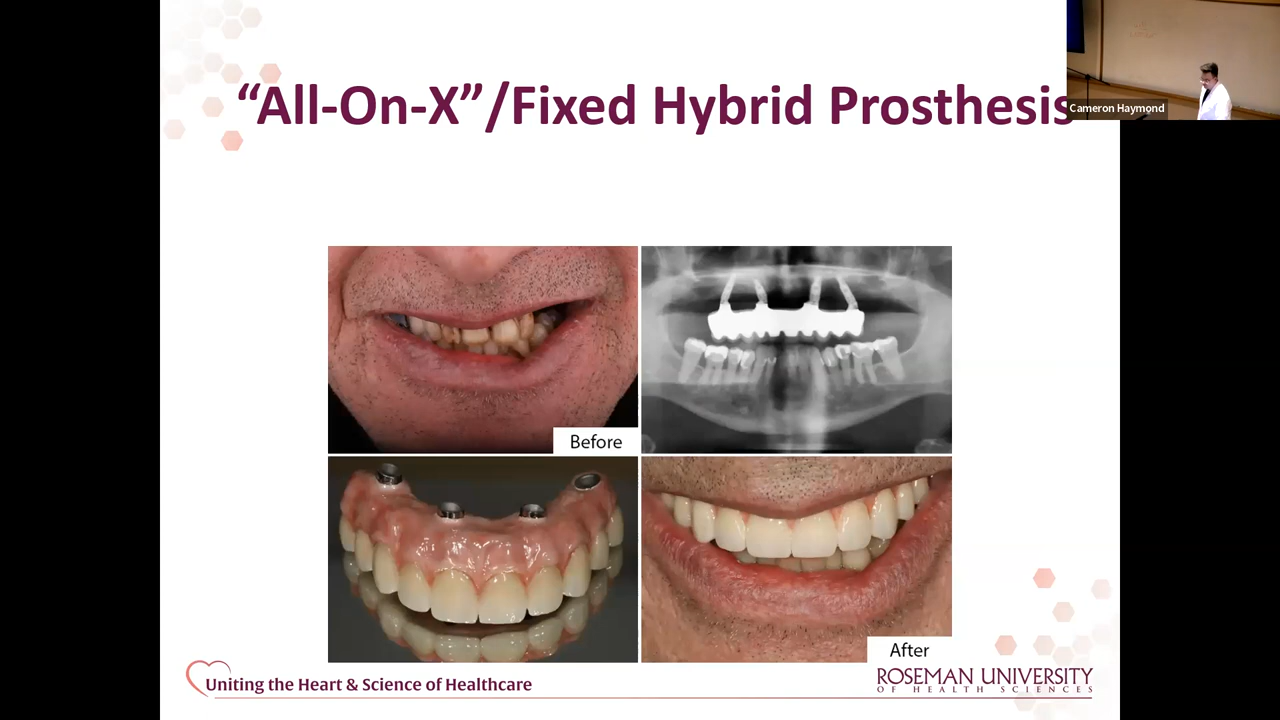 “All-On-X”/Fixed Hybrid Prosthesis
Cameron Haymond
Before
After
Uniting the Heart & Science of Healthcare
ROSEMAN UNIVERSITY
OF HEALTH SCIENCES